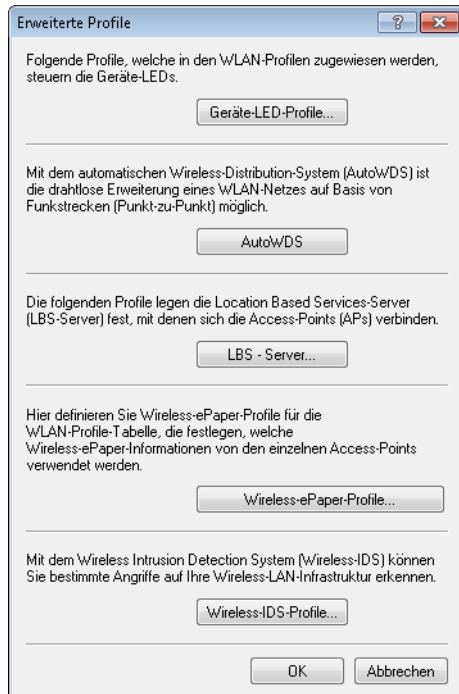 Erweiterte Profile
Folgende Profile, welche in den WLAN-Profilen zugewiesen werden,
steuern die Geräte-LEDs.
Geräte-LED-Profile...
Mit dem automatischen Wireless-Distribution-System (AutoWDS) ist
die drahtlose Erweiterung eines WLAN-Netzes auf Basis von
Funkstrecken (Punkt-zu-Punkt) möglich.
AutoWDS
Die folgenden Profile legen die Location Based Services-Server
(LBS-Server) fest, mit denen sich die Access-Points (APs) verbinden.
LBS - Server...
Hier definieren Sie Wireless-ePaper-Profile für die
WLAN-Profile-Tabelle, die festlegen, welche
Wireless-ePaper-Informationen von den einzelnen Access-Points
verwendet werden.
Wireless-ePaper-Profile...
Mit dem Wireless Intrusion Detection System (Wireless-IDS) können
Sie bestimmte Angriffe auf Ihre Wireless-LAN-Infrastruktur erkennen.
Wireless-IDS-Profile...
OK Abbrechen